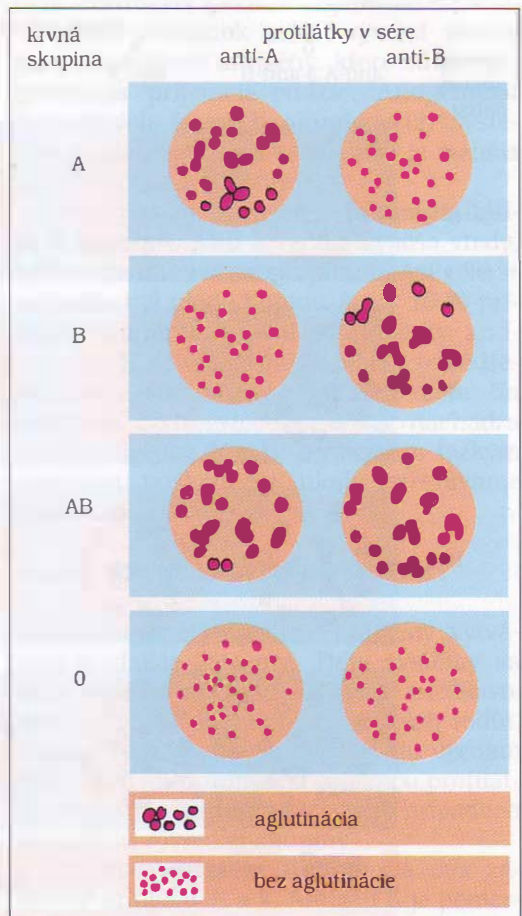 krvná skupina
protilátky v sére
anti-A
anti-B
A
B
AB
0
aglutinácia
bez aglutinácie